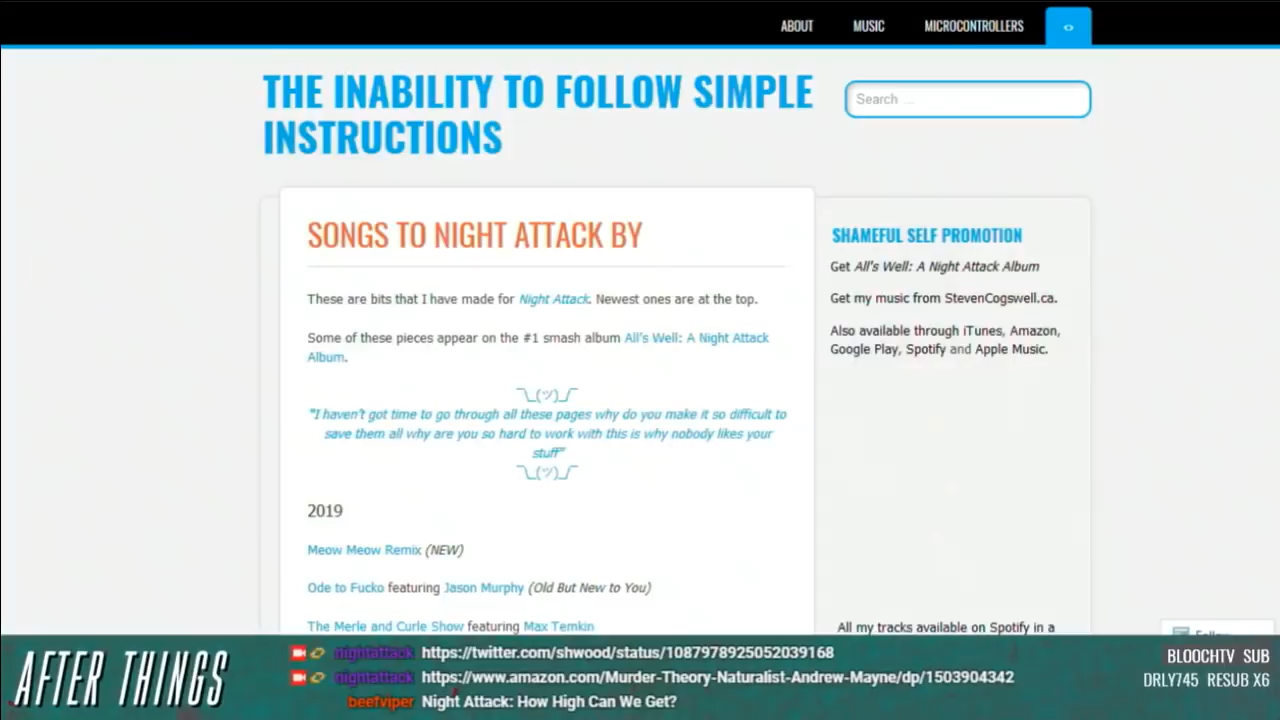 ABOUT
MUSIC
MICROCONTROLLERS
THE INABILITY TO FOLLOW SIMPLE
INSTRUCTIONS
Search ...
SONGS TO NIGHT ATTACK BY
These are bits that I have made for Night Attack. Newest ones are at the top.
Some of these pieces appear on the #1 smash album All's Well: A Night Attack
Album.
¯\_(ツ)_/¯
"I haven't got time to go through all these pages why do you make it so difficult to
save them all why are you so hard to work with this is why nobody likes your
stuff"
¯\_(ツ)_/¯
2019
Meow Meow Remix (NEW)
Ode to Fucko featuring Jason Murphy (Old But New to You)
The Merle and Curle Show featuring Max Temkin
SHAMEFUL SELF PROMOTION
Get All's Well: A Night Attack Album
Get my music from StevenCogswell.ca.
Also available through iTunes, Amazon,
Google Play, Spotify and Apple Music.
All my tracks available on Spotify in a
Follow
AFTER THINGS
nightattack https://twitter.com/shwood/status/1087978925052039168
nightattack https://www.amazon.com/Murder-Theory-Naturalist-Andrew-Mayne/dp/1503904342
beefviper Night Attack: How High Can We Get?
BLOOCHTV SUB
DRLY745 RESUB X6